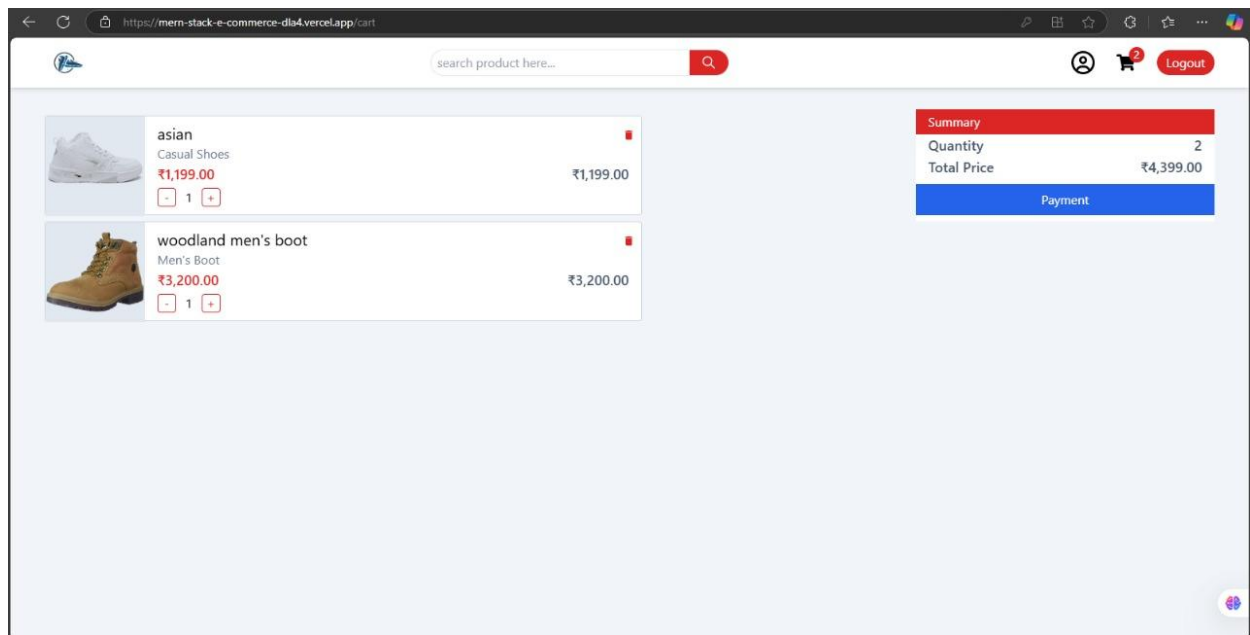 https://mern-stack-e-commerce-dla4.vercel.app/cart
search product here...
2
Logout
asian
Casual Shoes
₹1,199.00
₹1,199.00
- 1 +
woodland men's boot
Men's Boot
₹3,200.00
₹3,200.00
- 1 +
Summary
Quantity 2
Total Price ₹4,399.00
Payment